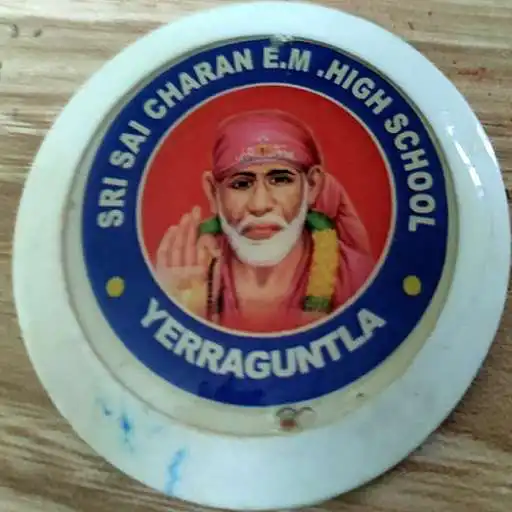 SRI SAI CHARAN E.M .HIGH SCHOOL
YERRAGUNTLA